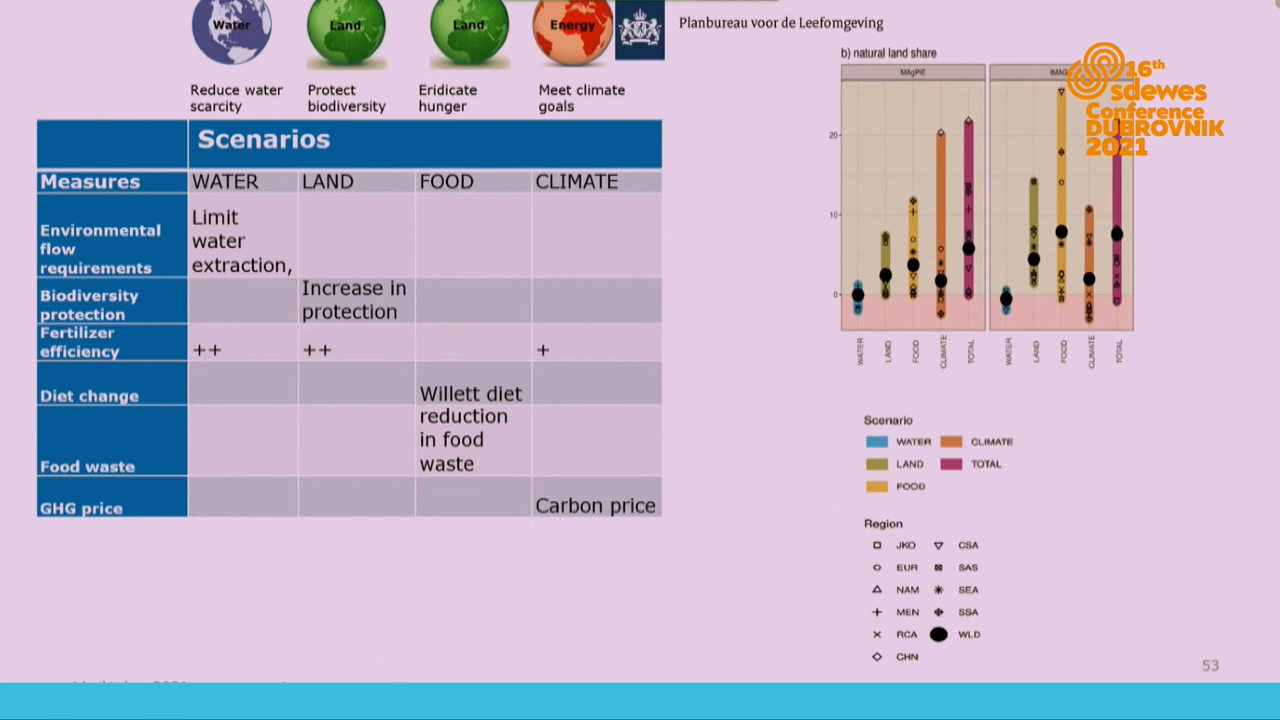 Water
Land
Land
Energy
Planbureau voor de Leefomgeving
Reduce water
scarcity
Protect
biodiversity
Eridicate
hunger
Meet climate
goals
Scenarios
Measures WATER LAND FOOD CLIMATE
Environmental
flow
requirements
Limit
water
extraction,
Biodiversity
protection
Increase in
protection
Fertilizer
efficiency
++ ++ +
Diet change
Willett diet
reduction
in food
waste
Food waste
GHG price
Carbon price
b) natural land share
MAgPIE
16th
sdewes
Conference
DUBROVNIK
2021
20
10
0
WATER LAND FOOD CLIMATE TOTAL
WATER LAND FOOD CLIMATE TOTAL
Scenario
WATER CLIMATE
LAND TOTAL
FOOD
Region
JKO CSA
EUR SAS
NAM SEA
MEN SSA
RCA WLD
CHN
53